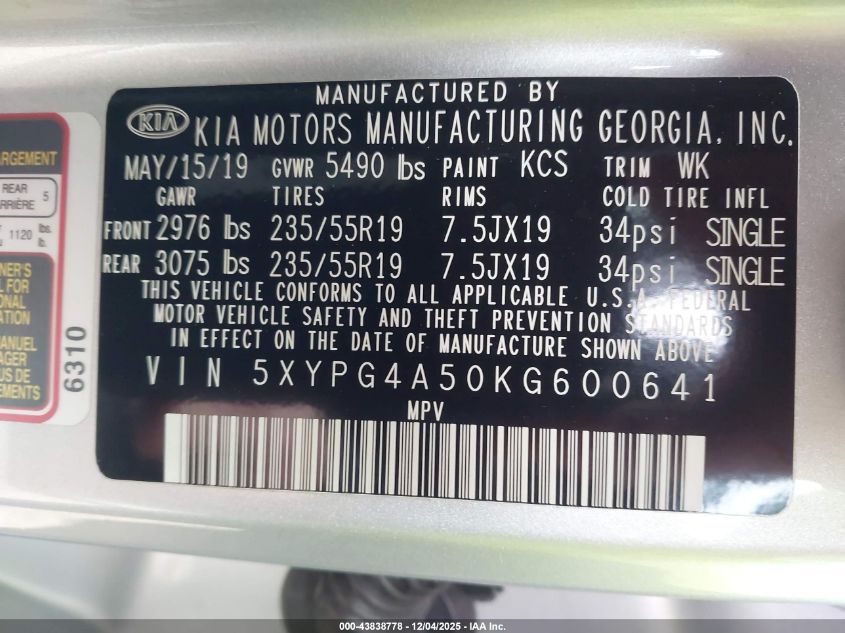 MANUFACTURED BY
KIA KIA MOTORS MANUFACTURING GEORGIA, INC.
MAY/15/19 GVWR 5490 lbs PAINT KCS TRIM WK
GAWR TIRES RIMS COLD TIRE INFL
FRONT 2976 lbs 235/55R19 7.5JX19 34psi SINGLE
REAR 3075 lbs 235/55R19 7.5JX19 34psi SINGLE
THIS VEHICLE CONFORMS TO ALL APPLICABLE U.S.A. FEDERAL
MOTOR VEHICLE SAFETY AND THEFT PREVENTION STANDARDS
IN EFFECT ON THE DATE OF MANUFACTURE SHOWN ABOVE
VIN 5XYPG4A50KG600641
MPV
REAR 5
1120 lbs.
lb.
6310
000-43838778 - 12/04/2025 - V/A